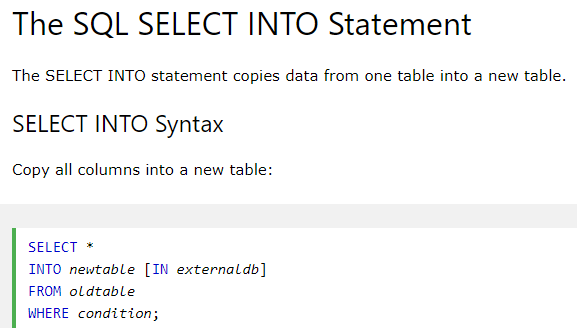 The SQL SELECT INTO Statement
The SELECT INTO statement copies data from one table into a new table.
SELECT INTO Syntax
Copy all columns into a new table:
SELECT *
INTO newtable [IN externaldb]
FROM oldtable
WHERE condition;